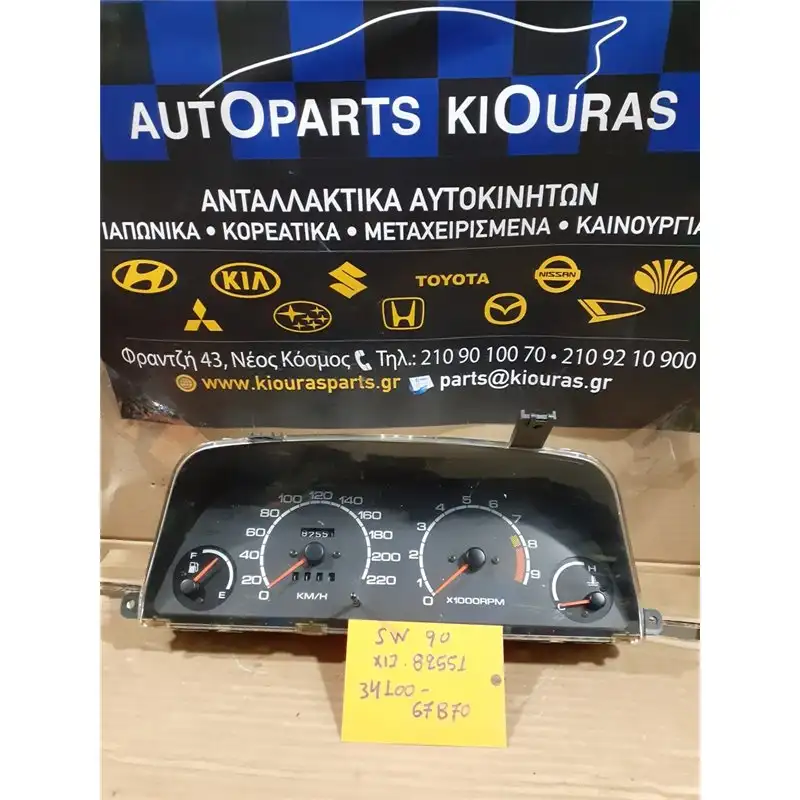 AUTOPARTS KIOURAS
ΑΝΤΑΛΛΑΚΤΙΚΑ ΑΥΤΟΚΙΝΗΤΩΝ
ΙΑΠΩΝΙΚΑ • ΚΟΡΕΑΤΙΚΑ • ΜΕΤΑΧΕΙΡΙΣΜΕΝΑ • ΚΑΙΝΟΥΡΓΙΑ
KIA TOYOTA NISSAN
Φραντζή 43, Νέος Κόσμος Τηλ.: 210 90 100 70 • 210 92 10 900
www.kiourasparts.gr parts@kiouras.gr
0 20 40 60 80 100 120 140 160 180 200 220
KM/H
0 1 2 3 4 5 6 7 8 9
X1000RPM
F
E
H
C
SW 90
ΧΙΛ. 82551
34100-
67B70